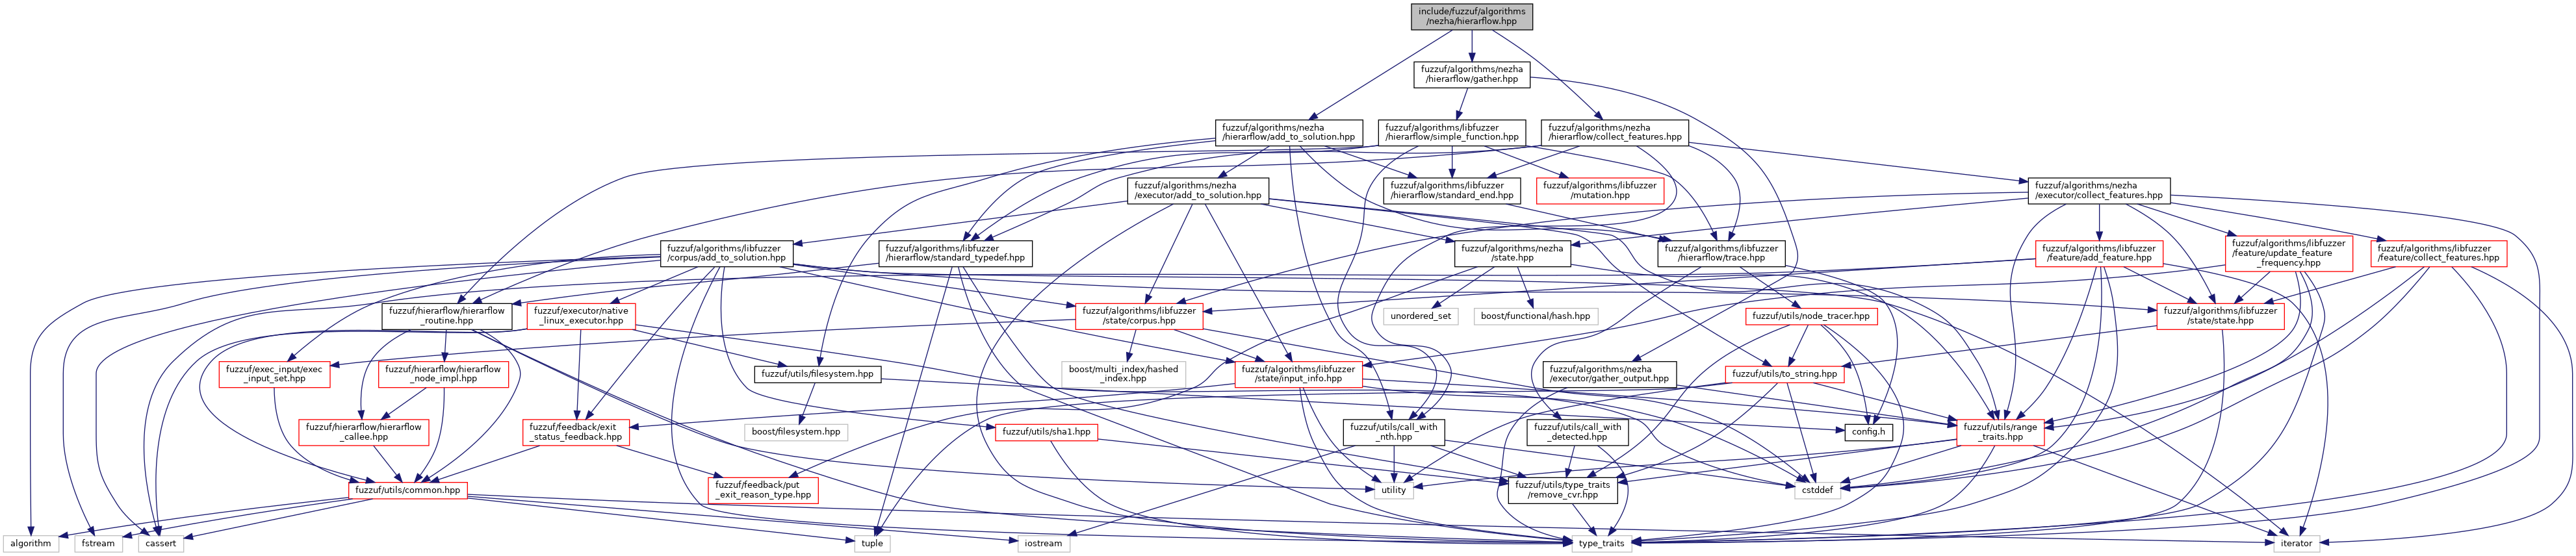 include/fuzzuf/algorithms
/nezha/hierarflow.hpp
fuzzuf/algorithms/nezha
/hierarflow/gather.hpp
fuzzuf/algorithms/nezha
/hierarflow/add_to_solution.hpp
fuzzuf/algorithms/libfuzzer
/hierarflow/simple_function.hpp
fuzzuf/algorithms/nezha
/hierarflow/collect_features.hpp
fuzzuf/algorithms/nezha
/executor/add_to_solution.hpp
fuzzuf/algorithms/libfuzzer
/hierarflow/standard_end.hpp
fuzzuf/algorithms/libfuzzer
/mutation.hpp
fuzzuf/algorithms/nezha
/executor/collect_features.hpp
fuzzuf/algorithms/libfuzzer
/corpus/add_to_solution.hpp
fuzzuf/algorithms/libfuzzer
/hierarflow/standard_typedef.hpp
fuzzuf/algorithms/nezha
/state.hpp
fuzzuf/algorithms/libfuzzer
/hierarflow/trace.hpp
fuzzuf/algorithms/libfuzzer
/feature/add_feature.hpp
fuzzuf/algorithms/libfuzzer
/feature/update_feature
_frequency.hpp
fuzzuf/algorithms/libfuzzer
/feature/collect_features.hpp
fuzzuf/hierarflow/hierarflow
_routine.hpp
fuzzuf/executor/native
_linux_executor.hpp
fuzzuf/algorithms/libfuzzer
/state/corpus.hpp
unordered_set
boost/functional/hash.hpp
fuzzuf/utils/node_tracer.hpp
fuzzuf/algorithms/libfuzzer
/state/state.hpp
fuzzuf/exec_input/exec
_input_set.hpp
fuzzuf/hierarflow/hierarflow
_node_impl.hpp
fuzzuf/utils/filesystem.hpp
boost/multi_index/hashed
_index.hpp
fuzzuf/algorithms/libfuzzer
/state/input_info.hpp
fuzzuf/algorithms/nezha
/executor/gather_output.hpp
fuzzuf/utils/to_string.hpp
fuzzuf/hierarflow/hierarflow
_callee.hpp
fuzzuf/feedback/exit
_status_feedback.hpp
boost/filesystem.hpp
fuzzuf/utils/sha1.hpp
fuzzuf/utils/call_with
_nth.hpp
fuzzuf/utils/call_with
_detected.hpp
config.h
fuzzuf/utils/range
_traits.hpp
fuzzuf/utils/common.hpp
fuzzuf/feedback/put
_exit_reason_type.hpp
utility
fuzzuf/utils/type_traits
/remove_cvr.hpp
cstddef
algorithm
fstream
cassert
tuple
iostream
type_traits
iterator